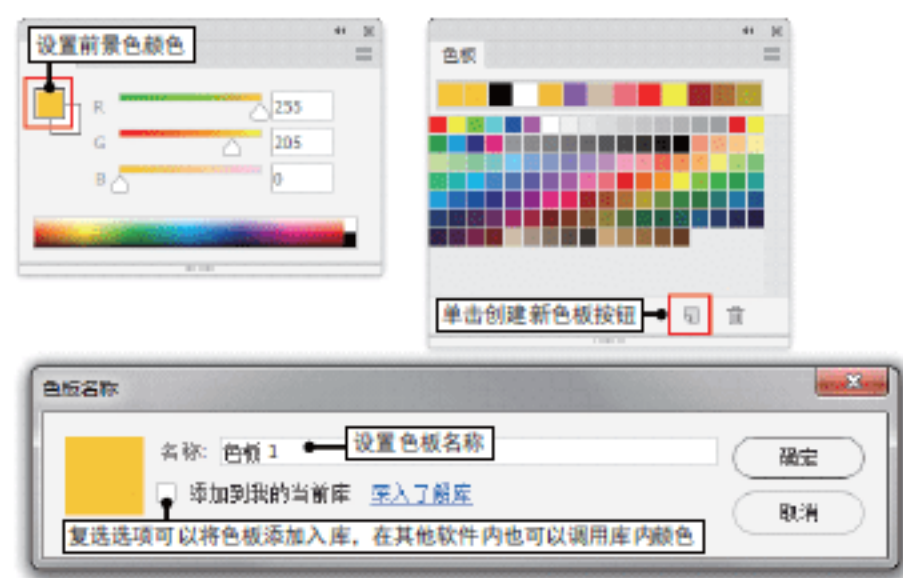 设置前景色颜色
R 255
G 205
B 0
色板
单击创建新色板按钮
色板名称
名称: 色板 1
设置色板名称
确定
添加到我的当前库 深入了解库
取消
复选选项可以将色板添加入库，在其他软件内也可以调用库内颜色